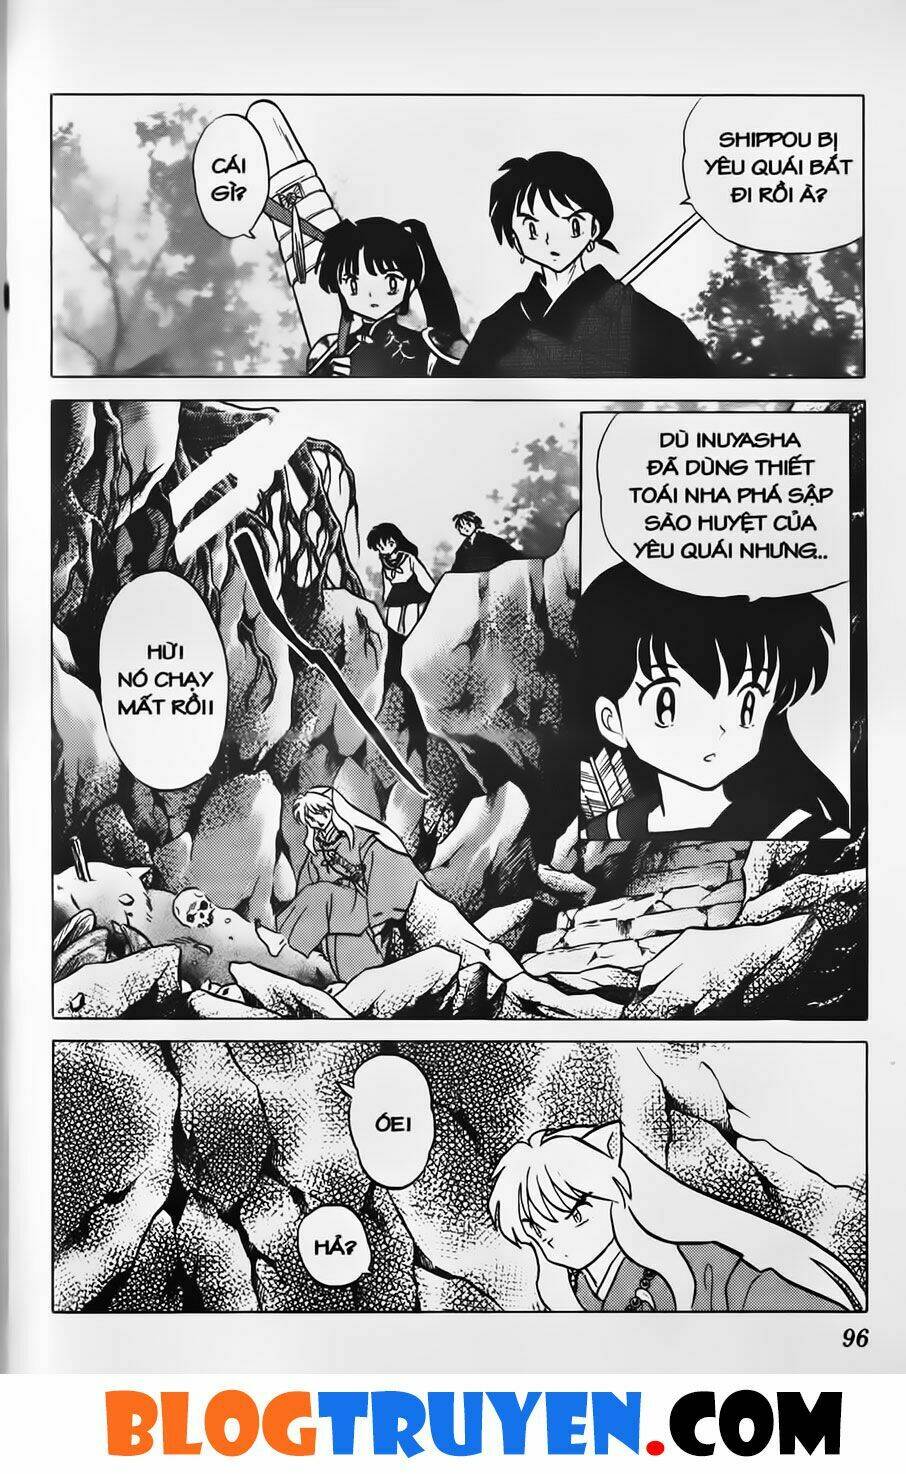 CÁI
GÌ?
SHIPPOU BỊ
YÊU QUÁI BẮT
ĐI RỒI À?
DÙ INUYASHA
ĐÃ DÙNG THIẾT
TOÁI NHA PHÁ SẬP
SÀO HUYỆT CỦA
YÊU QUÁI NHƯNG..
HỪ!
NÓ CHẠY
MẤT RỒI!
ÓE!
HẢ?
96
BLOGTRUYEN.COM